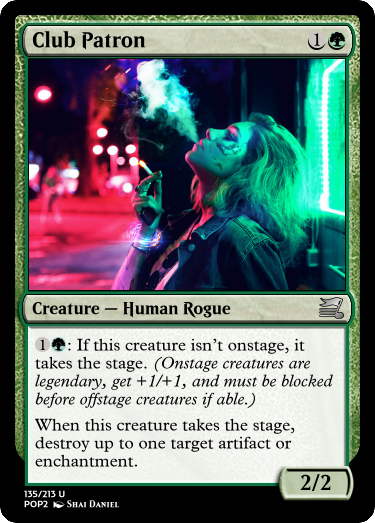 Club Patron 1
1: If this creature isn't onstage, it
takes the stage. (Onstage creatures are
legendary, get +1/+1, and must be blocked
before offstage creatures if able.)
When this creature takes the stage,
destroy up to one target artifact or
enchantment.
Creature — Human Rogue
2/2
135/213 U
POP2 Shai Daniel